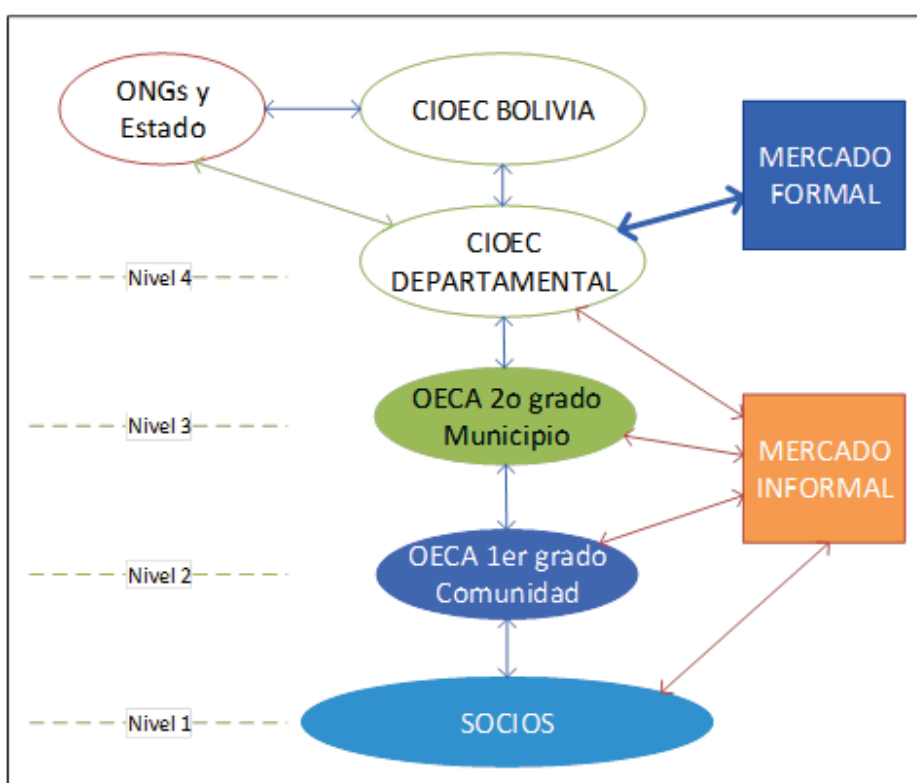 ONGs y
Estado
CIOEC BOLIVIA
MERCADO
FORMAL
CIOEC
DEPARTAMENTAL
Nivel 4
OECA 2o grado
Municipio
Nivel 3
MERCADO
INFORMAL
OECA 1er grado
Comunidad
Nivel 2
SOCIOS
Nivel 1